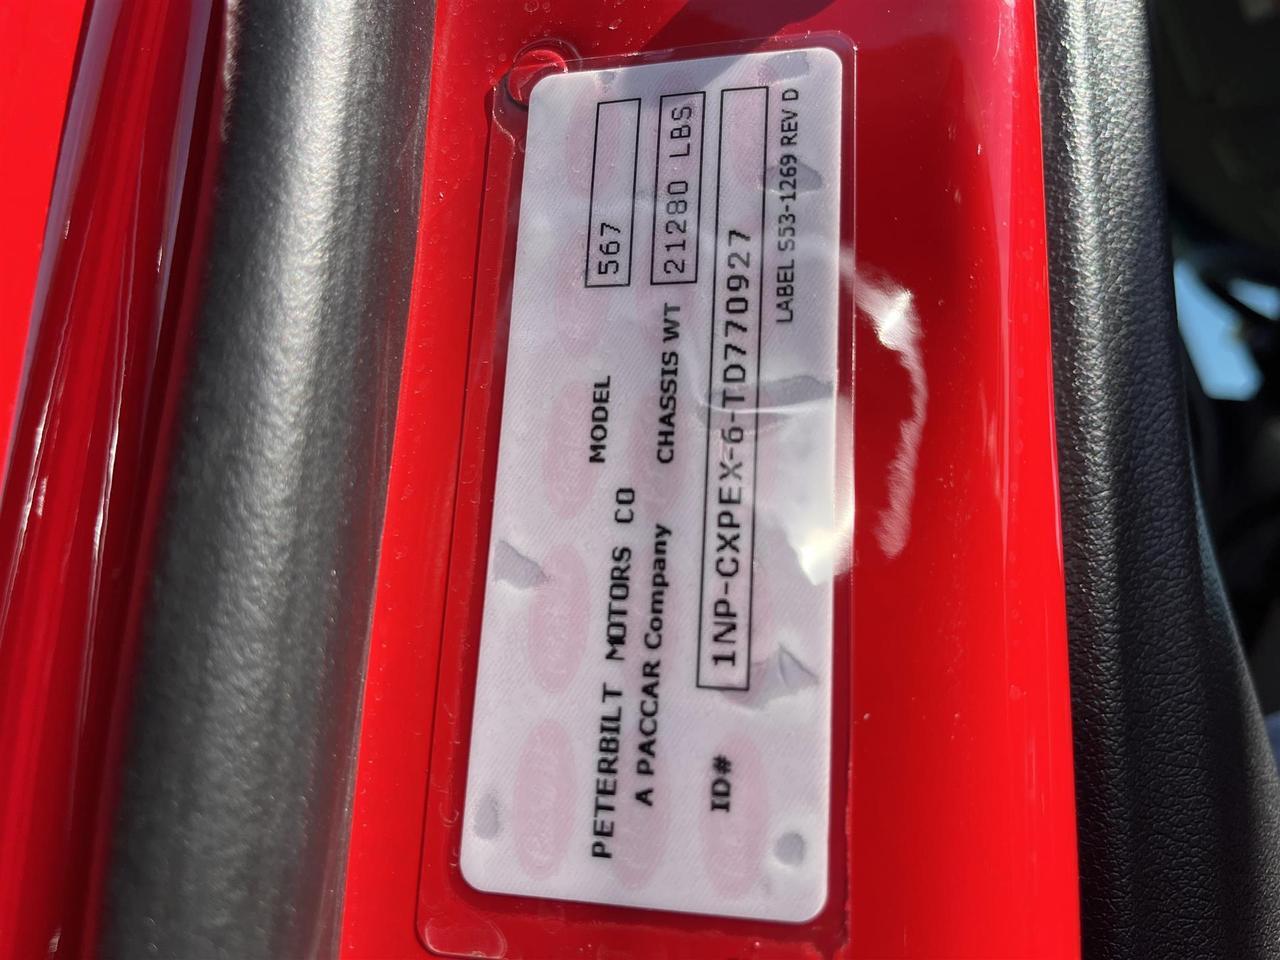 PETERBILT MOTORS CO MODEL 567
A PACCAR Company CHASSIS WT 21280 LBS
ID# 1NP-CXPEX-6-TD770927
LABEL S53-1269 REV D